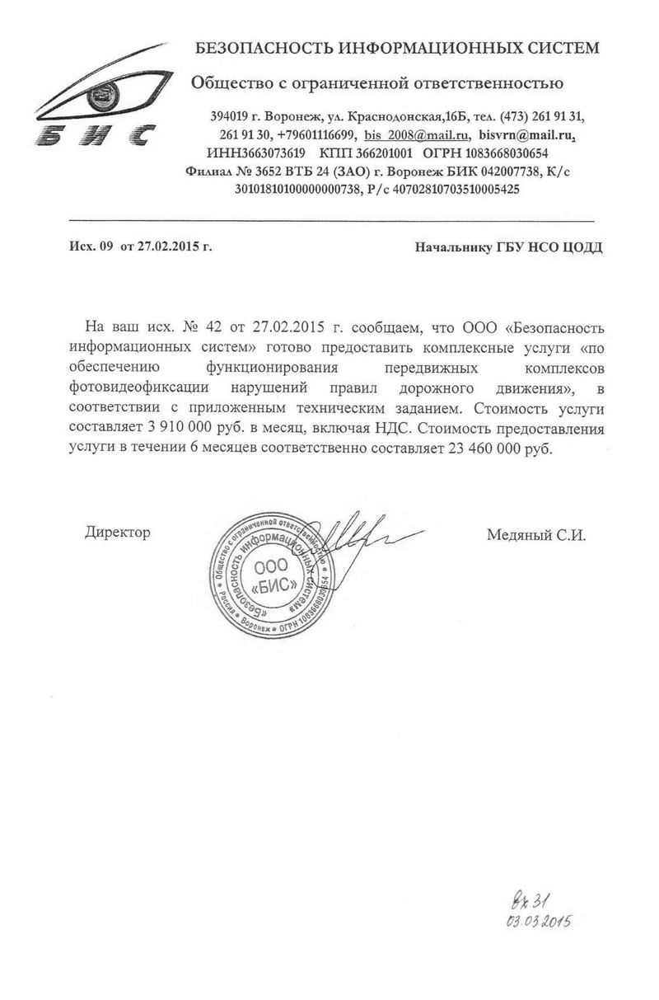 БЕЗОПАСНОСТЬ ИНФОРМАЦИОННЫХ СИСТЕМ
Общество с ограниченной ответственностью
БИС
394019 г. Воронеж, ул. Краснодонская,16Б, тел. (473) 261 91 31,
261 91 30, +79601116699, bis_2008@mail.ru, bisvrn@mail.ru,
ИНН3663073619 КПП 366201001 ОГРН 1083668030654
Филиал № 3652 ВТБ 24 (ЗАО) г. Воронеж БИК 042007738, К/с
30101810100000000738, Р/с 40702810703510005425
Исх. 09 от 27.02.2015 г. Начальнику ГБУ НСО ЦОДД
На ваш исх. № 42 от 27.02.2015 г. сообщаем, что ООО «Безопасность
информационных систем» готово предоставить комплексные услуги «по
обеспечению функционирования передвижных комплексов
фотовидеофиксации нарушений правил дорожного движения», в
соответствии с приложенным техническим заданием. Стоимость услуги
составляет 3 910 000 руб. в месяц, включая НДС. Стоимость предоставления
услуги в течении 6 месяцев соответственно составляет 23 460 000 руб.
Директор Медяный С.И.
Общество с ограниченной ответственностью
Россия * Воронеж * ОГРН 1083668030654
«Безопасность информационных систем»
ООО
«БИС»
вх 31
03.03.2015